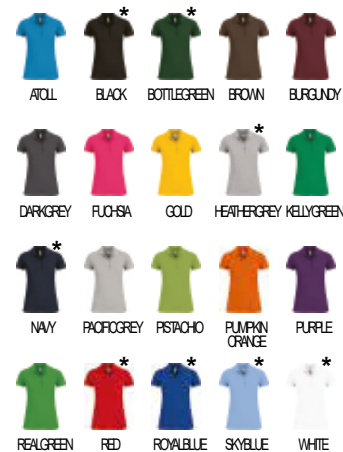 *
*
ATOLL BLACK BOTTLEGREEN BROWN BURGUNDY
*
DARKGREY FUCHSIA GOLD HEATHERGREY KELLYGREEN
*
NAVY PACIFICGREY PISTACHIO PUMPKIN PURPLE
ORANGE
* * * *
REALGREEN RED ROYALBLUE SKYBLUE WHITE